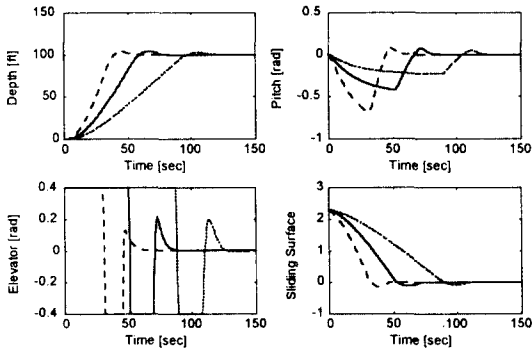 150
100
50
0
Depth [ft]
0 50 100 150
Time [sec]
0.5
0
-0.5
-1
Pitch [rad]
0 50 100 150
Time [sec]
0.4
0.2
0
-0.2
-0.4
Elevator [rad]
0 50 100 150
Time [sec]
3
2
1
0
-1
Sliding Surface
0 50 100 150
Time [sec]